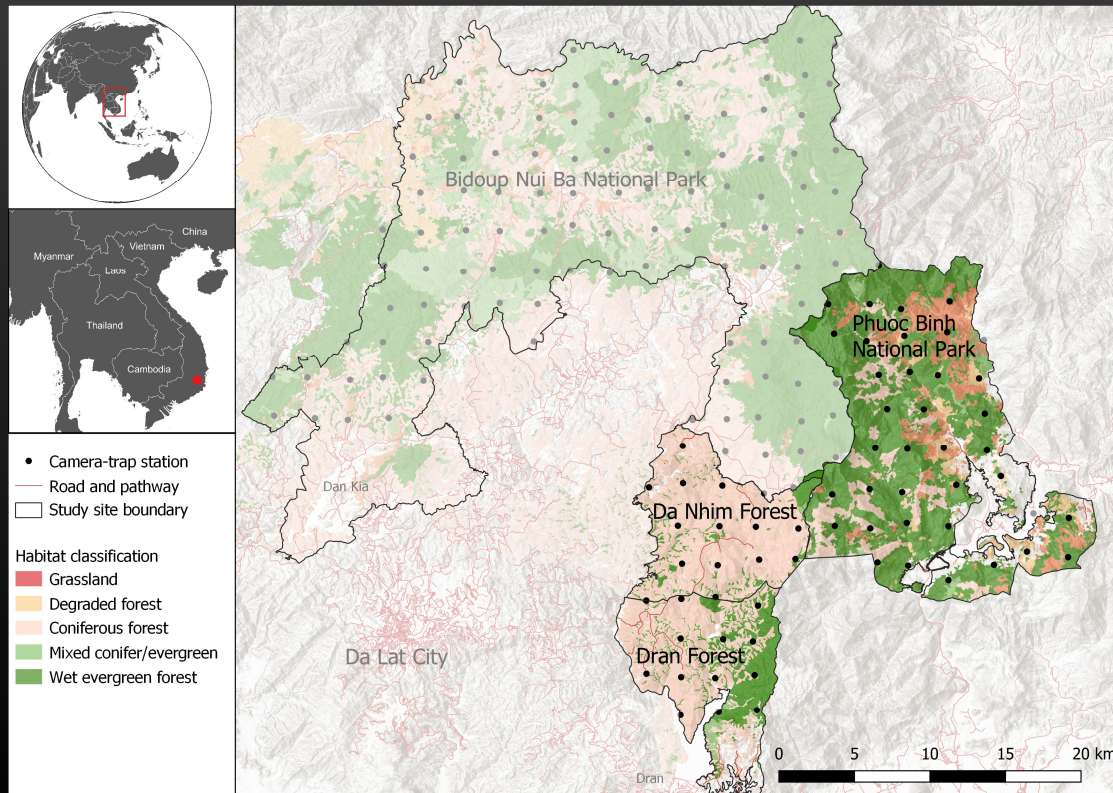 China
Vietnam
Myanmar
Laos
Thailand
Cambodia
Camera-trap station
Road and pathway
Study site boundary
Habitat classification
Grassland
Degraded forest
Coniferous forest
Mixed conifer/evergreen
Wet evergreen forest
Bidoup Nui Ba National Park
Phuoc Binh
National Park
Dan Kia
Da Nhim Forest
Da Lat City
Dran Forest
Dran
0 5 10 15 20 km